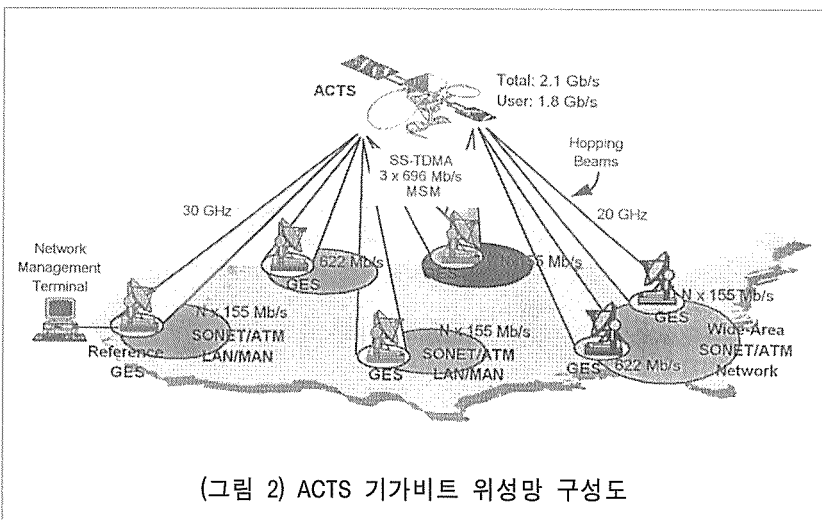 ACTS
Total: 2.1 Gb/s
User: 1.8 Gb/s
Hopping
Beams
SS-TDMA
3 x 696 Mb/s
MSM
30 GHz
20 GHz
Network
Management
Terminal
622 Mb/s
GES
55 Mb/s
N x 155 Mb/s
SONET/ATM
LAN/MAN
Reference
GES
N x 155 Mb/s
SONET/ATM
LAN/MAN
GES
N x 155 Mb/s
GES
Wide-Area
SONET/ATM
Network
GES
622 Mb/s
(그림 2) ACTS 기가비트 위성망 구성도